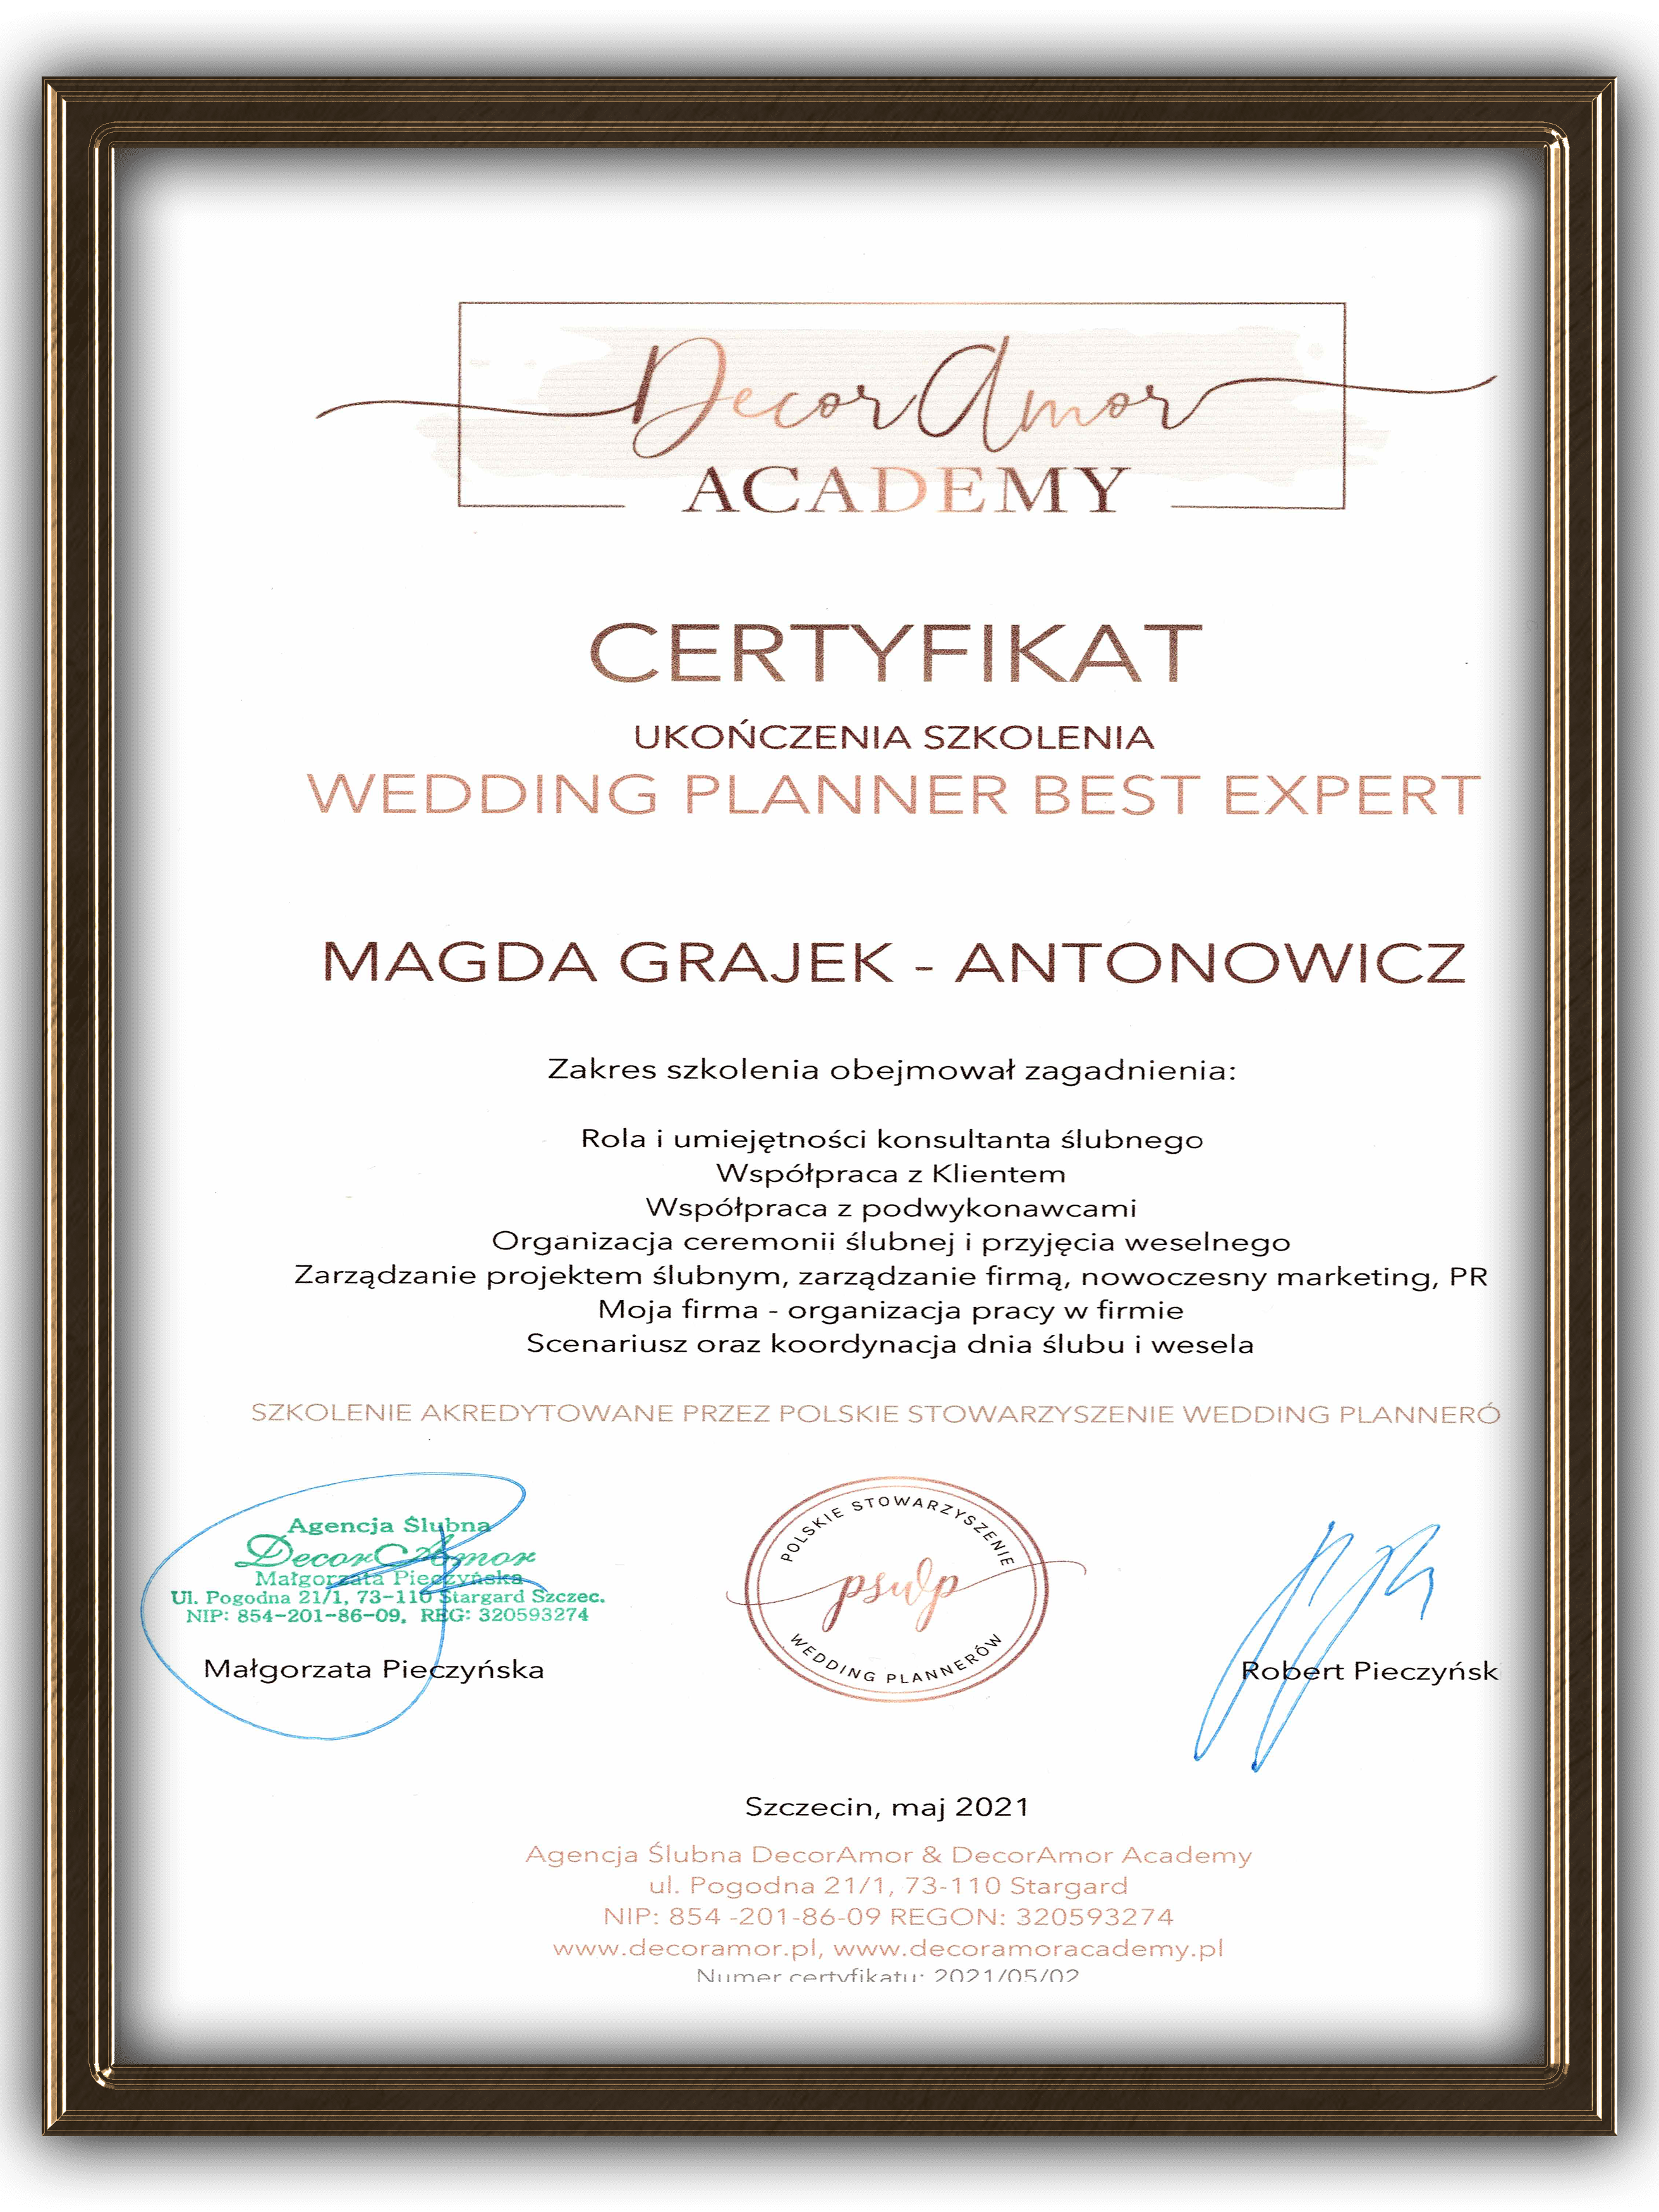 DecorAmor
ACADEMY
CERTYFIKAT
UKOŃCZENIA SZKOLENIA
WEDDING PLANNER BEST EXPERT
MAGDA GRAJEK - ANTONOWICZ
Zakres szkolenia obejmował zagadnienia:
Rola i umiejętności konsultanta ślubnego
Współpraca z Klientem
Współpraca z podwykonawcami
Organizacja ceremonii ślubnej i przyjęcia weselnego
Zarządzanie projektem ślubnym, zarządzanie firmą, nowoczesny marketing, PR
Moja firma - organizacja pracy w firmie
Scenariusz oraz koordynacja dnia ślubu i wesela
SZKOLENIE AKREDYTOWANE PRZEZ POLSKIE STOWARZYSZENIE WEDDING PLANNERÓ
Agencja Ślubna
DecorAmor
Małgorzata Pieczyńska
Ul. Pogodna 21/1, 73-110 Stargard Szczec.
NIP: 854-201-86-09, REG: 320593274
Małgorzata Pieczyńska
POLSKIE STOWARZYSZENIE
pswp
WEDDING PLANNERÓW
Robert Pieczyńsk
Szczecin, maj 2021
Agencja Ślubna DecorAmor & DecorAmor Academy
ul. Pogodna 21/1, 73-110 Stargard
NIP: 854 -201-86-09 REGON: 320593274
www.decoramor.pl, www.decoramoracademy.pl
Numer certyfikatu: 2021/05/02